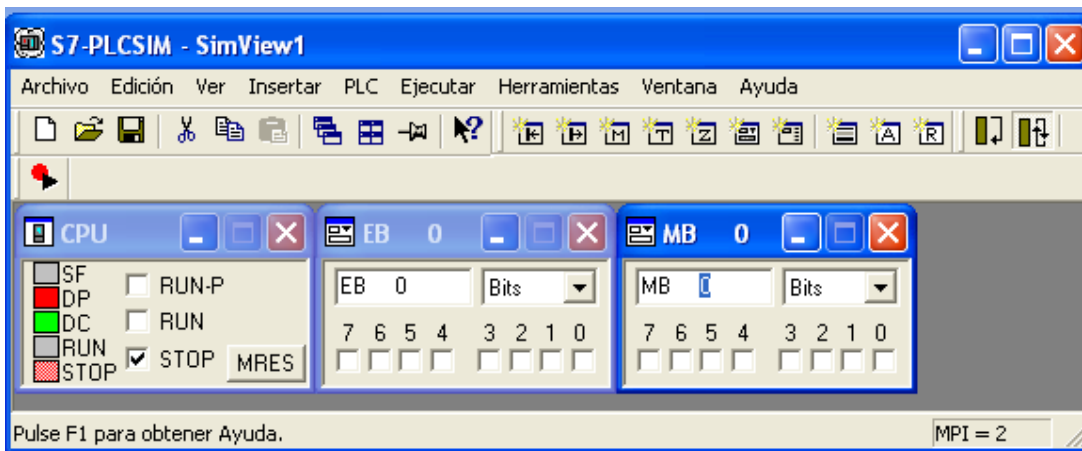 S7-PLCSIM - SimView1
Archivo Edición Ver Insertar PLC Ejecutar Herramientas Ventana Ayuda
CPU
SF
DP
DC
RUN
STOP
RUN-P
RUN
STOP
MRES
EB 0
EB 0 Bits
7 6 5 4 3 2 1 0
MB 0
MB 0 Bits
7 6 5 4 3 2 1 0
Pulse F1 para obtener Ayuda.
MPI = 2